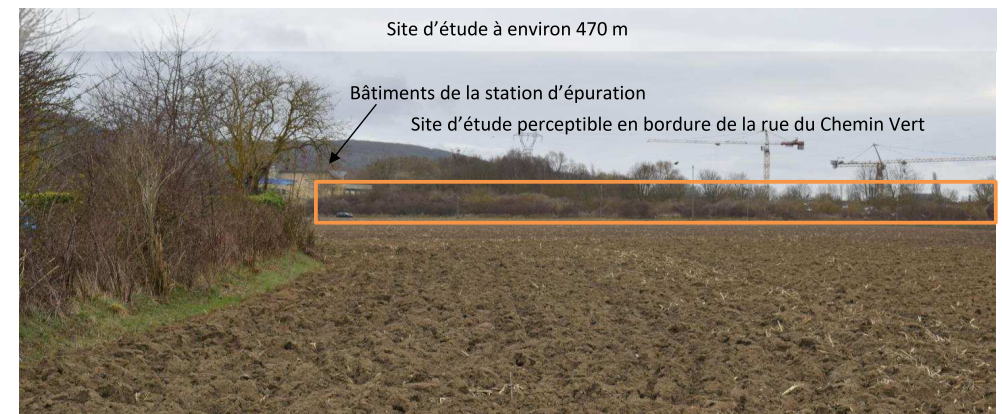 Site d’étude à environ 470 m
Bâtiments de la station d’épuration
Site d’étude perceptible en bordure de la rue du Chemin Vert